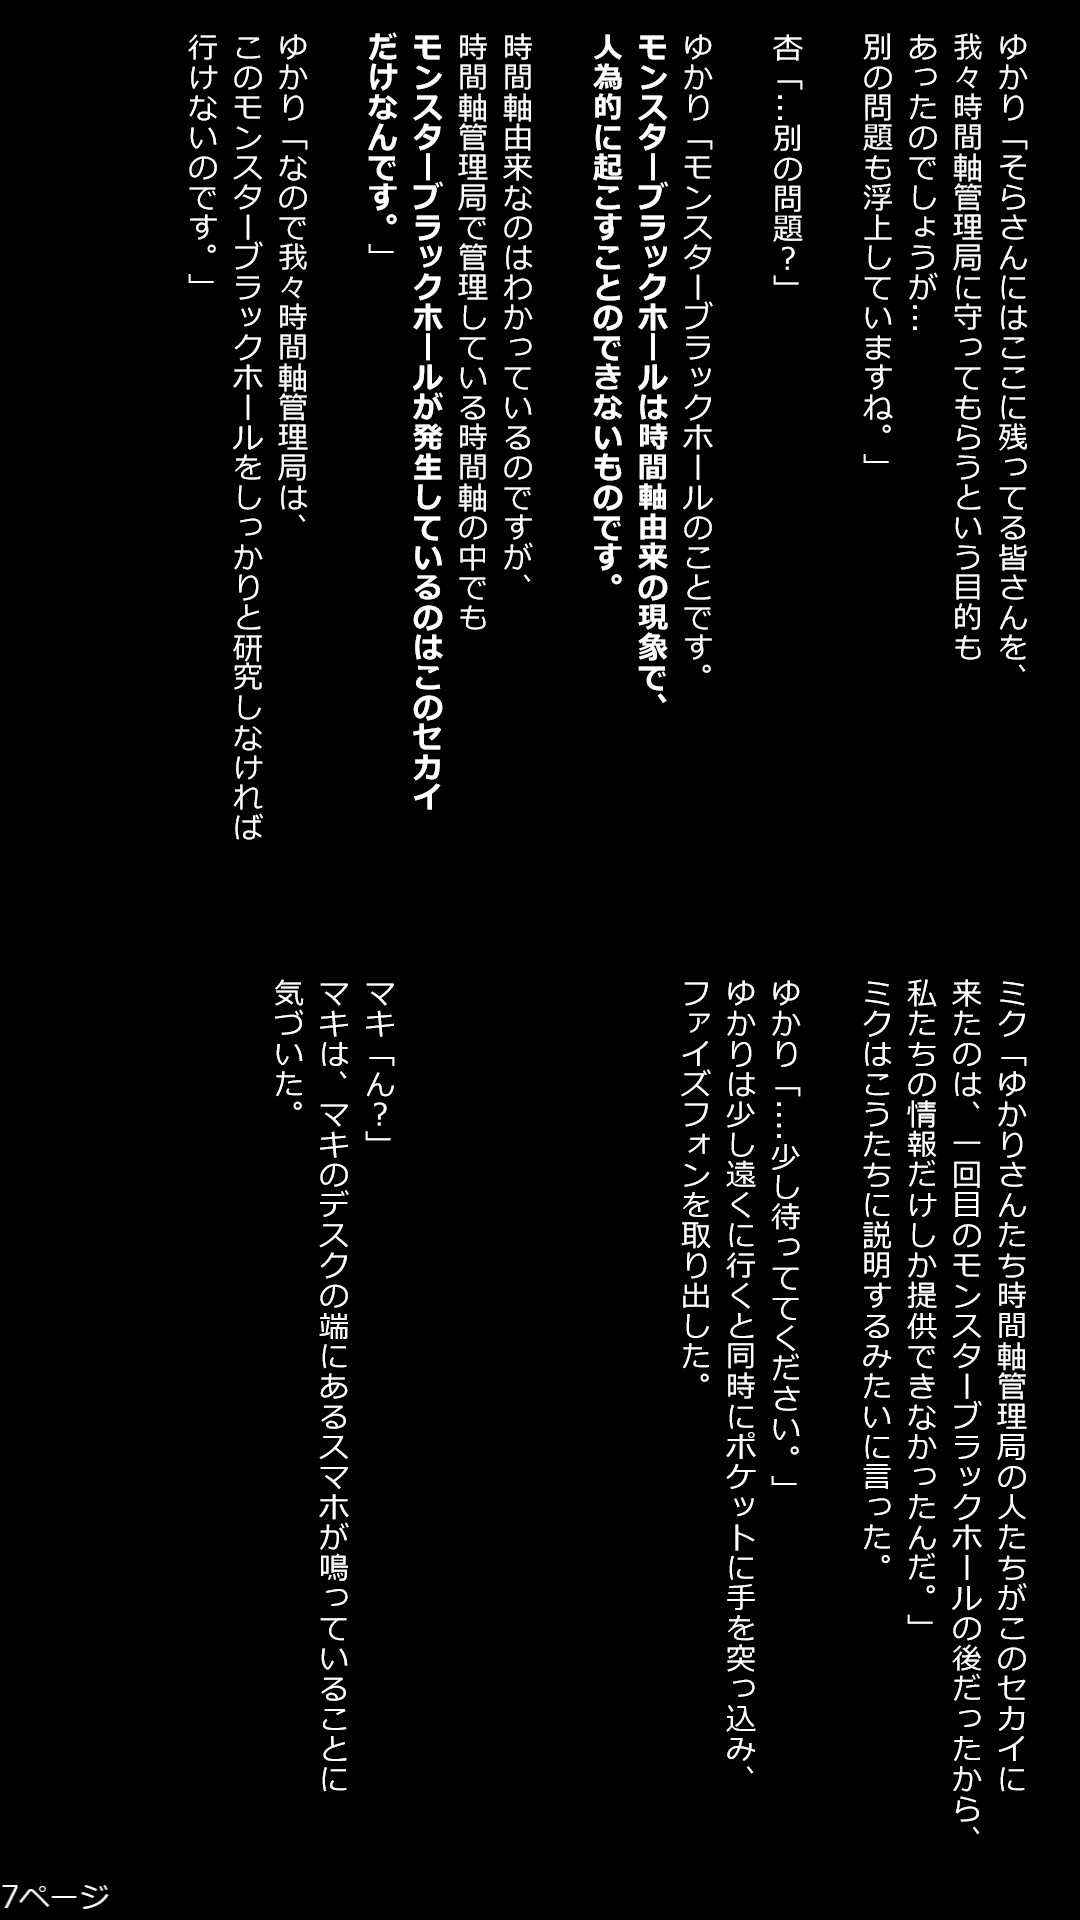 ゆかり「そらさんにはここに残ってる皆さんを、
我々時間軸管理局に守ってもらうという目的も
あったのでしょうが…
別の問題も浮上していますね。」
杏「…別の問題？」
ゆかり「モンスターブラックホールのことです。
モンスターブラックホールは時間軸由来の現象で、
人為的に起こすことのできないものです。
時間軸由来なのはわかっているのですが、
時間軸管理局で管理している時間軸の中でも
モンスターブラックホールが発生しているのはこのセカイ
だけなんです。」
ゆかり「なので我々時間軸管理局は、
このモンスターブラックホールをしっかりと研究しなければ
行けないのです。」
ミク「ゆかりさんたち時間軸管理局の人たちがこのセカイに
来たのは、一回目のモンスターブラックホールの後だったから、
私たちの情報だけしか提供できなかったんだ。」
ミクはこうたちに説明するみたいに言った。
ゆかり「……少し待っててください。」
ゆかりは少し遠くに行くと同時にポケットに手を突っ込み、
ファイズフォンを取り出した。
マキ「ん？」
マキは、マキのデスクの端にあるスマホが鳴っていることに
気づいた。
7ページ